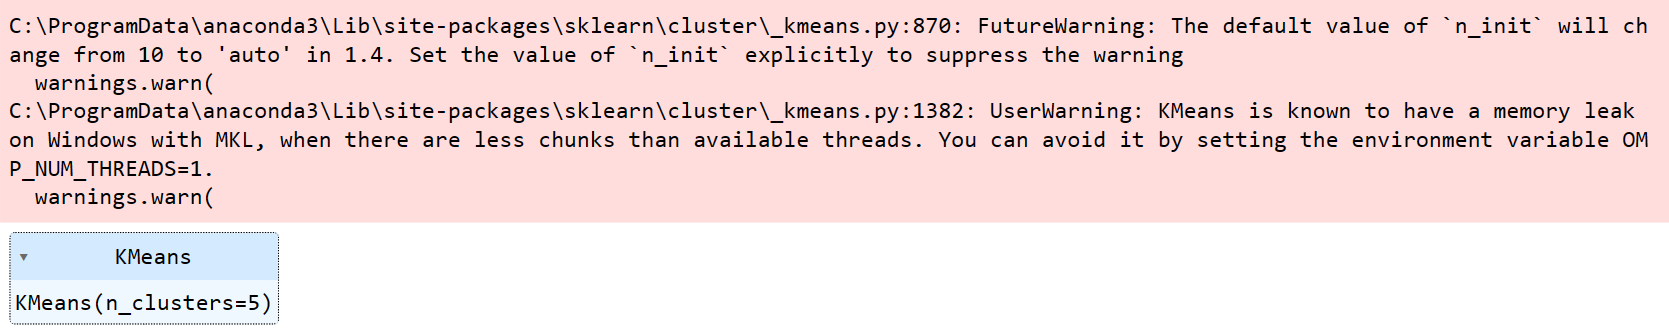 C:\ProgramData\anaconda3\Lib\site-packages\sklearn\cluster\_kmeans.py:870: FutureWarning: The default value of `n_init` will ch
ange from 10 to 'auto' in 1.4. Set the value of `n_init` explicitly to suppress the warning
  warnings.warn(
C:\ProgramData\anaconda3\Lib\site-packages\sklearn\cluster\_kmeans.py:1382: UserWarning: KMeans is known to have a memory leak
on Windows with MKL, when there are less chunks than available threads. You can avoid it by setting the environment variable OM
P_NUM_THREADS=1.
  warnings.warn(
KMeans
KMeans(n_clusters=5)